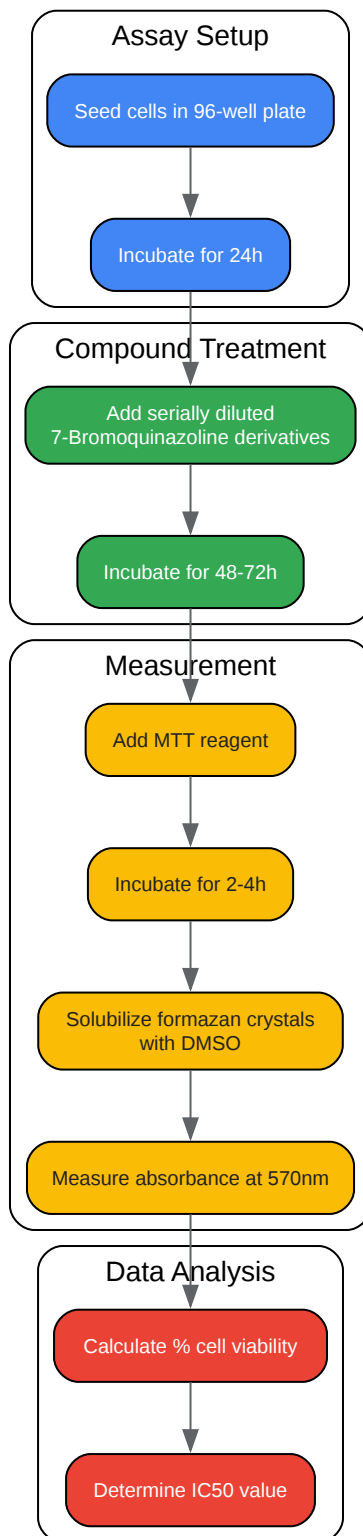 Assay Setup
Seed cells in 96-well plate
Incubate for 24h
Compound Treatment
Add serially diluted
7-Bromoquinazoline derivatives
Incubate for 48-72h
Measurement
Add MTT reagent
Incubate for 2-4h
Solubilize formazan crystals
with DMSO
Measure absorbance at 570nm
Data Analysis
Calculate % cell viability
Determine IC50 value